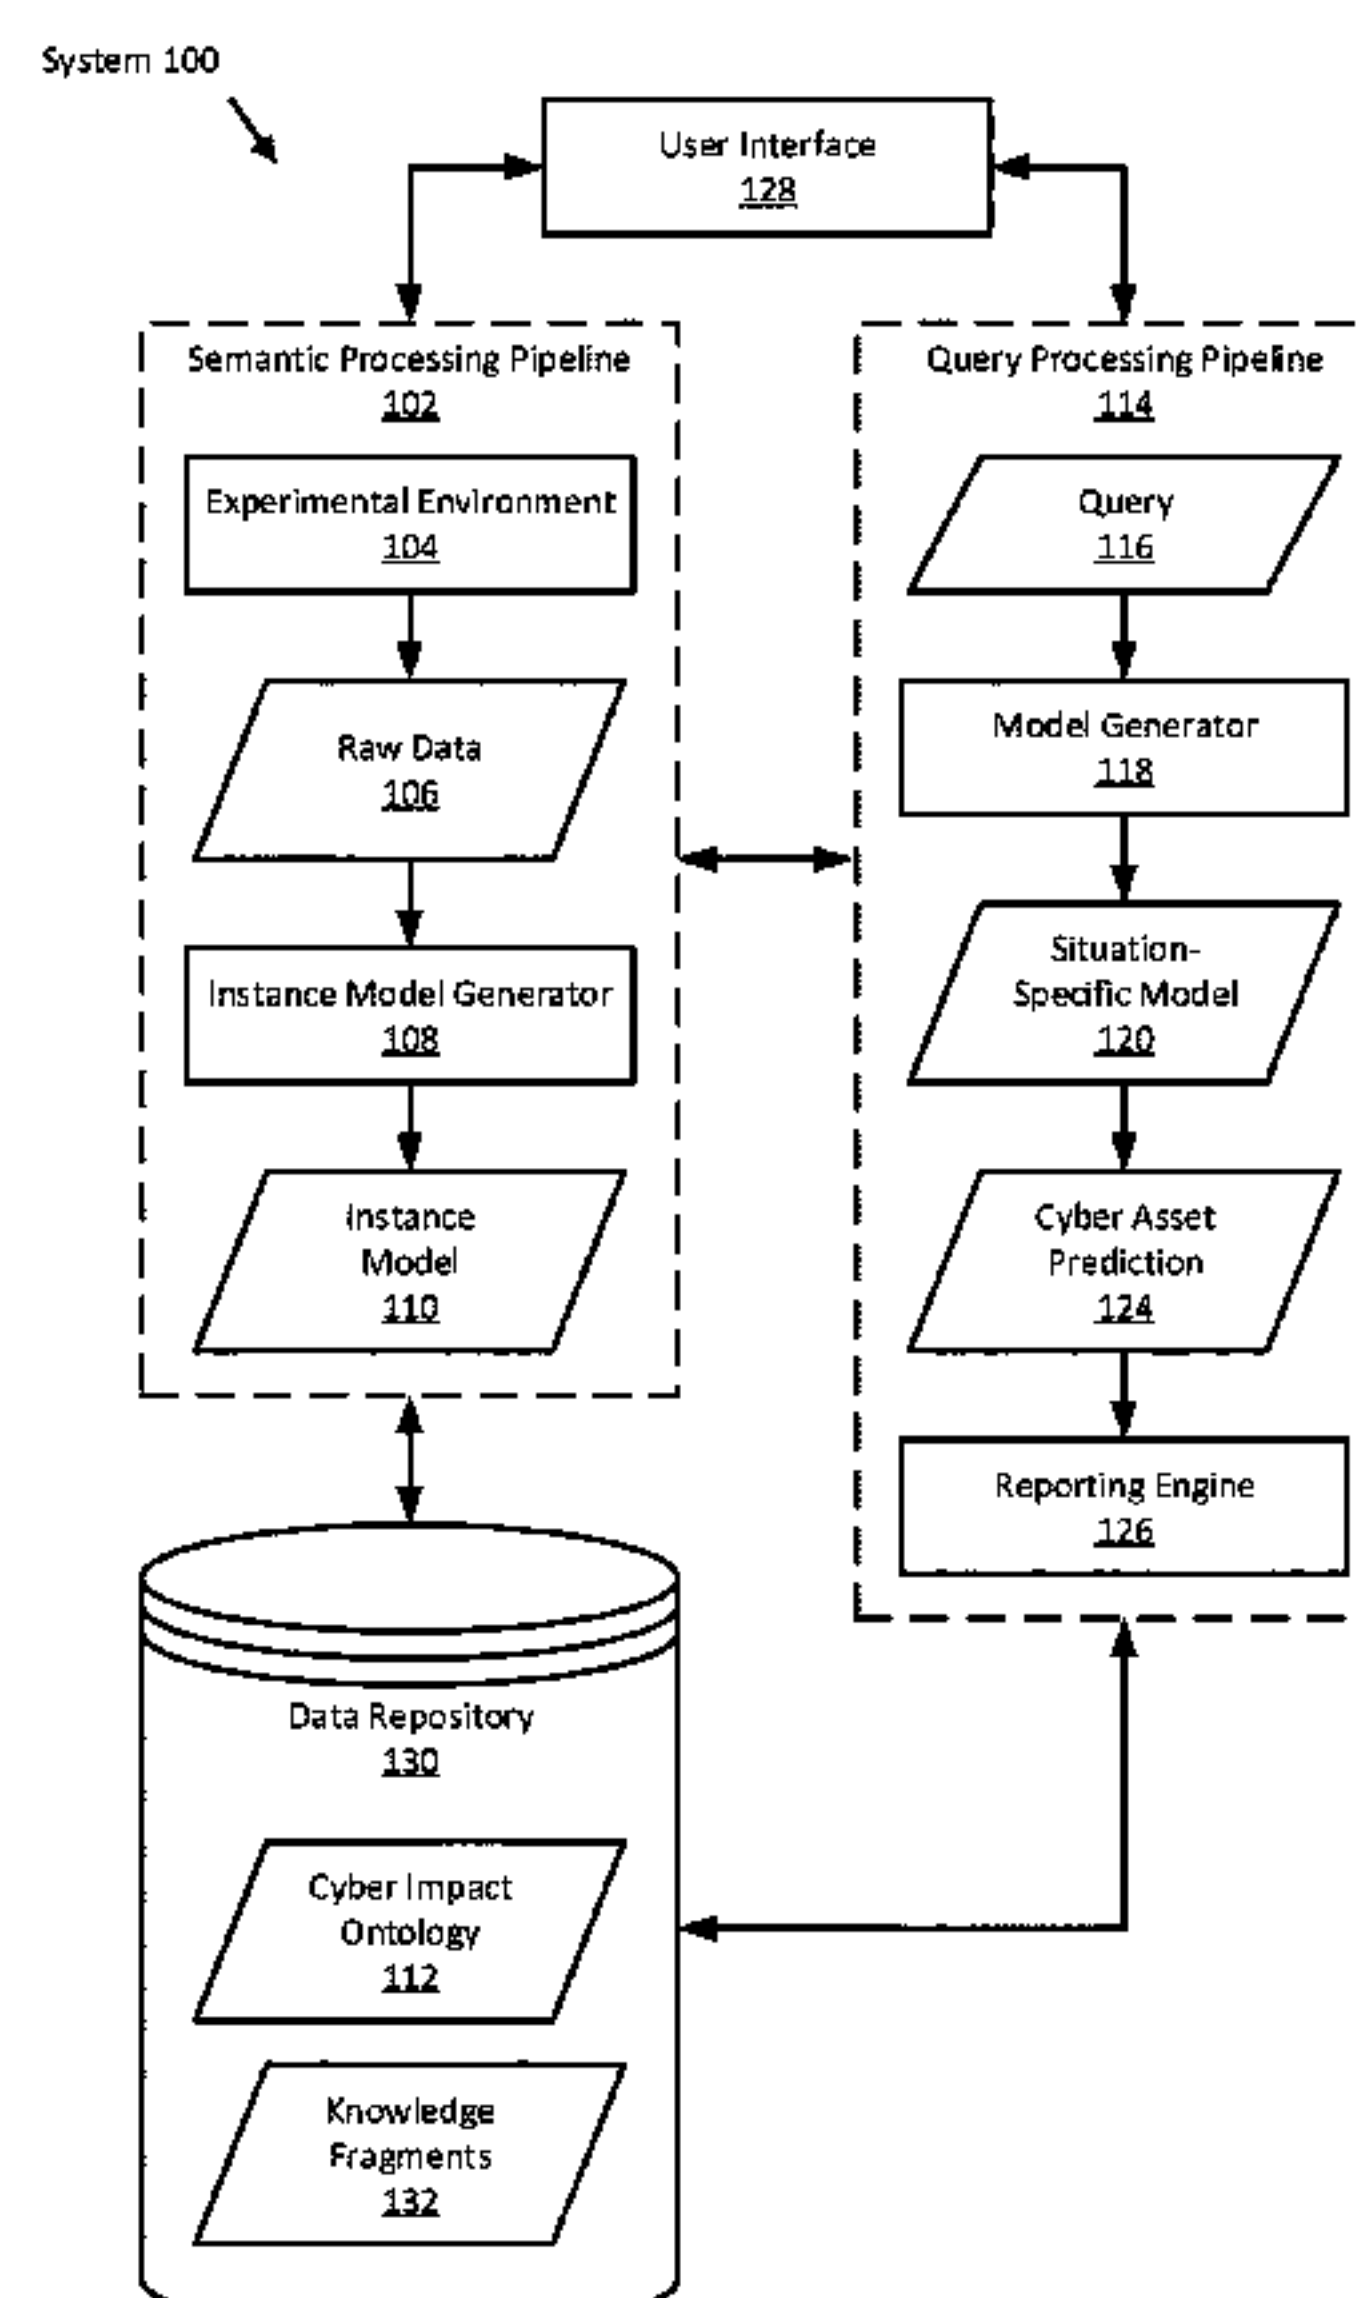 System 100
User Interface
128
Semantic Processing Pipeline
102
Experimental Environment
104
Raw Data
106
Instance Model Generator
108
Instance
Model
110
Query Processing Pipeline
114
Query
116
Model Generator
118
Situation-
Specific Model
120
Cyber Asset
Prediction
124
Reporting Engine
126
Data Repository
130
Cyber Impact
Ontology
112
Knowledge
Fragments
132